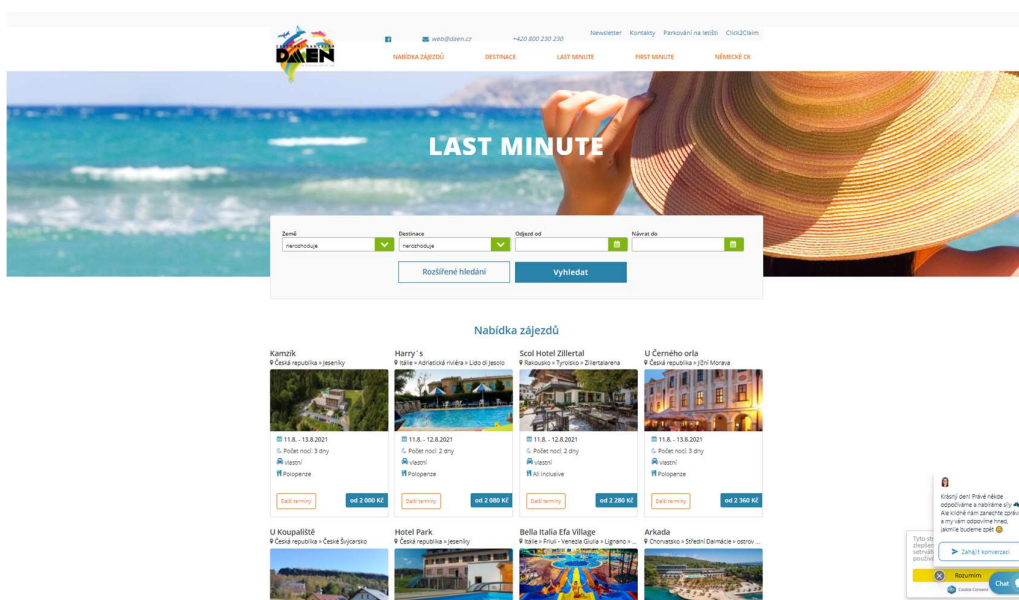 DAEN
web@daen.cz
+420 800 230 230
Newsletter Kontakty Parkování na letišti Click2Claim
NABÍDKA ZÁJEZDŮ DESTINACE LAST MINUTE FIRST MINUTE NĚMECKÉ CK
LAST MINUTE
Země Destinace Odjezd od Návrat do
nerozhoduje nerozhoduje
Rozšířené hledání Vyhledat
Nabídka zájezdů
Kamzík
Česká republika » Jeseníky
11.8. - 13.8.2021
Počet nocí: 3 dny
vlastní
Polopenze
Další termíny od 2 000 Kč
Harry´s
Itálie » Adriatická riviéra » Lido di Jesolo
11.8. - 12.8.2021
Počet nocí: 2 dny
vlastní
Polopenze
Další termíny od 2 080 Kč
Scol Hotel Zillertal
Rakousko » Tyrolsko » Zillertalarena
11.8. - 12.8.2021
Počet nocí: 2 dny
vlastní
All inclusive
Další termíny od 2 280 Kč
U Černého orla
Česká republika » Jižní Morava
11.8. - 13.8.2021
Počet nocí: 3 dny
vlastní
Polopenze
Další termíny od 2 360 Kč
U Koupaliště
Česká republika » České Švýcarsko
Hotel Park
Česká republika » Jeseníky
Bella Italia Efa Village
Itálie » Friuli - Venezia Giulia » Lignano » ...
Arkada
Chorvatsko » Střední Dalmácie » ostrov ...
Krásný den! Právě někde
odpočíváme a nabíráme síly
Ale klidně nám zanechte
a my vám odpovíme hned,
jakmile budeme zpět
Zahájit konverzaci
Rozumím
Cookie Consent
Chat